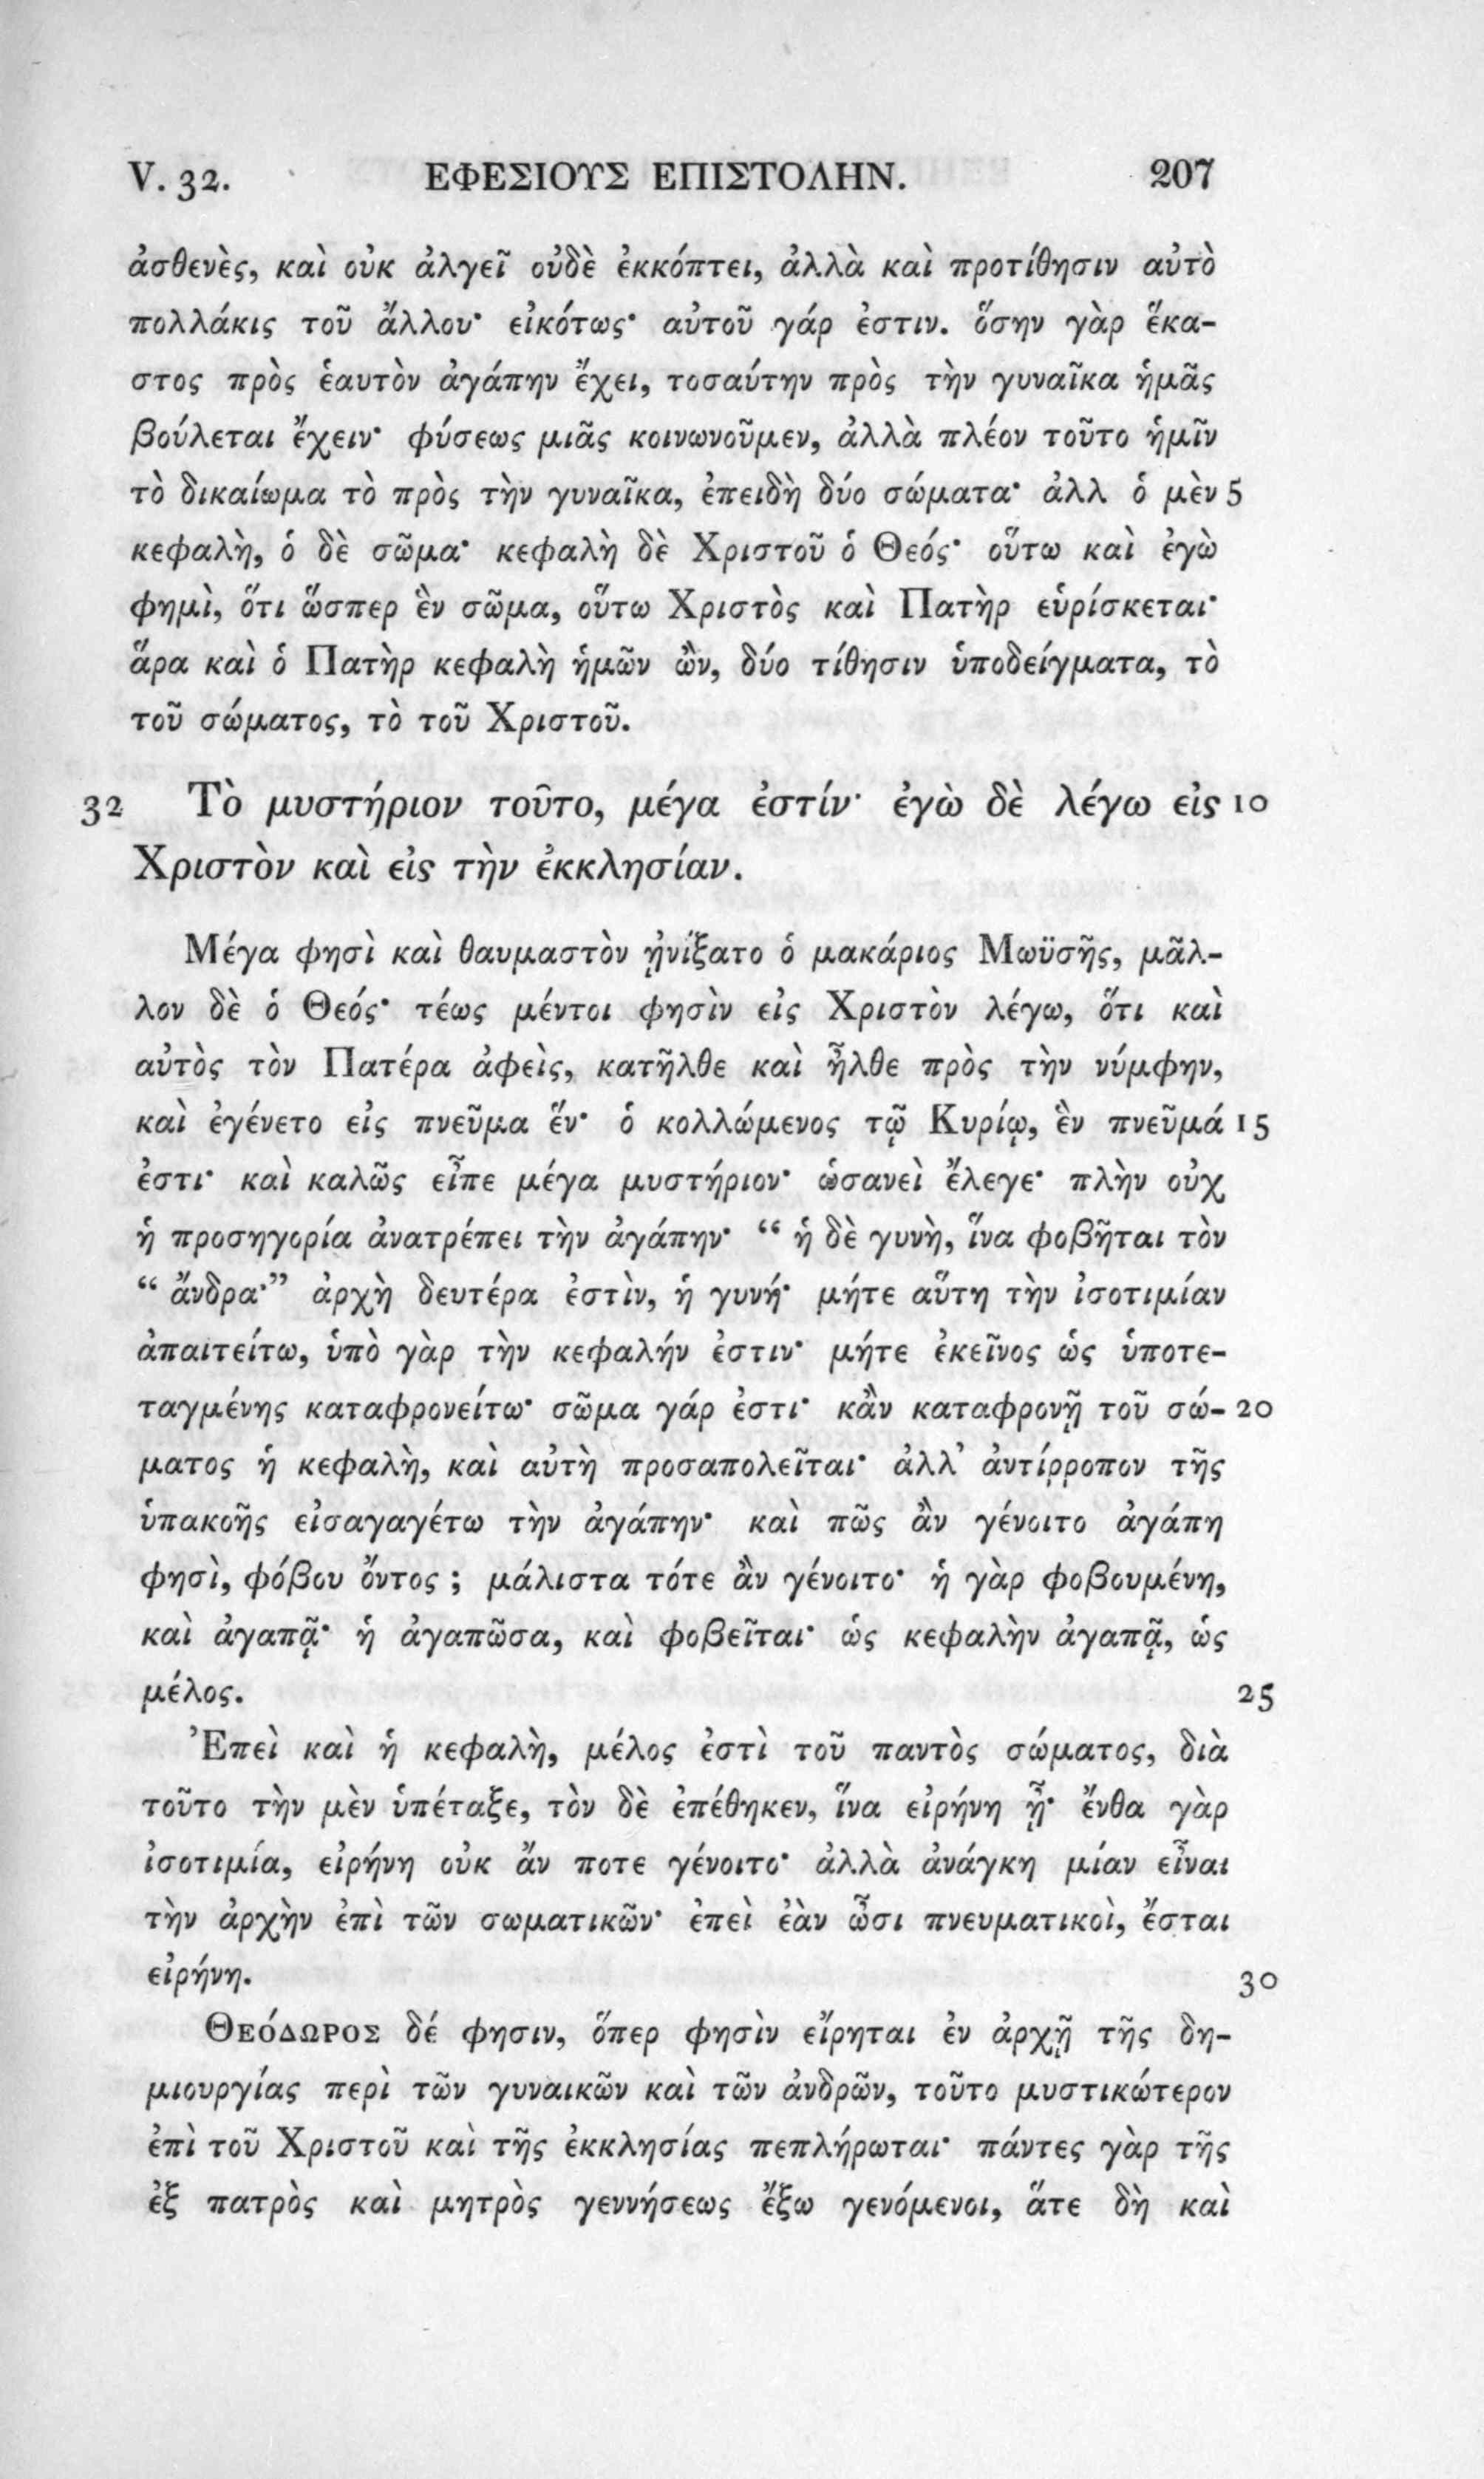 V. 32. ΕΦΕΣΙΟΥΣ ΕΠΙΣΤΟΛΗΝ. 207
ἀσθενὲς, καὶ οὐκ ἀλγεῖ οὐδὲ ἐκκόπτει, ἀλλὰ καὶ προτίθησιν αὐτὸ
πολλάκις τοῦ ἄλλου· εἰκότως· αὐτοῦ γάρ ἐστιν. ὅσην γὰρ ἕκα-
στος πρὸς ἑαυτὸν ἀγάπην ἔχει, τοσαύτην πρὸς τὴν γυναῖκα ἡμᾶς
βούλεται ἔχειν· φύσεως μιᾶς κοινωνοῦμεν, ἀλλὰ πλέον τοῦτο ἡμῖν
τὸ δικαίωμα τὸ πρὸς τὴν γυναῖκα, ἐπειδὴ δύο σώματα· ἀλλ ὁ μὲν 5
κεφαλὴ, ὁ δὲ σῶμα· κεφαλὴ δὲ Χριστοῦ ὁ Θεός· οὕτω καὶ ἐγὼ
φημὶ, ὅτι ὥσπερ ἓν σῶμα, οὕτω Χριστὸς καὶ Πατὴρ εὑρίσκεται·
ἄρα καὶ ὁ Πατὴρ κεφαλὴ ἡμῶν ὢν, δύο τίθησιν ὑποδείγματα, τὸ
τοῦ σώματος, τὸ τοῦ Χριστοῦ.
32 Τὸ μυστήριον τοῦτο, μέγα ἐστίν· ἐγὼ δὲ λέγω εἰς 10
Χριστὸν καὶ εἰς τὴν ἐκκλησίαν.
Μέγα φησὶ καὶ θαυμαστὸν ᾐνίξατο ὁ μακάριος Μωϋσῆς, μᾶλ-
λον δὲ ὁ Θεός· τέως μέντοι φησὶν εἰς Χριστὸν λέγω, ὅτι καὶ
αὐτὸς τὸν Πατέρα ἀφεὶς, κατῆλθε καὶ ἦλθε πρὸς τὴν νύμφην,
καὶ ἐγένετο εἰς πνεῦμα ἕν· ὁ κολλώμενος τῷ Κυρίῳ, ἓν πνεῦμά 15
ἐστι· καὶ καλῶς εἶπε μέγα μυστήριον· ὡσανεὶ ἔλεγε· πλὴν οὐχ
ἡ προσηγορία ἀνατρέπει τὴν ἀγάπην· “ ἡ δὲ γυνὴ, ἵνα φοβῆται τὸν
“ ἄνδρα·” ἀρχὴ δευτέρα ἐστὶν, ἡ γυνή· μήτε αὕτη τὴν ἰσοτιμίαν
ἀπαιτείτω, ὑπὸ γὰρ τὴν κεφαλήν ἐστιν· μήτε ἐκεῖνος ὡς ὑποτε-
ταγμένης καταφρονείτω· σῶμα γάρ ἐστι· κἂν καταφρονῇ τοῦ σώ- 20
ματος ἡ κεφαλὴ, καὶ αὐτὴ προσαπολεῖται· ἀλλ’ ἀντίρροπον τῆς
ὑπακοῆς εἰσαγαγέτω τὴν ἀγάπην· καὶ πῶς ἂν γένοιτο ἀγάπη
φησὶ, φόβου ὄντος ; μάλιστα τότε ἂν γένοιτο· ἡ γὰρ φοβουμένη,
καὶ ἀγαπᾷ· ἡ ἀγαπῶσα, καὶ φοβεῖται· ὡς κεφαλὴν ἀγαπᾷ, ὡς
μέλος. 25
Ἐπεὶ καὶ ἡ κεφαλὴ, μέλος ἐστὶ τοῦ παντὸς σώματος, διὰ
τοῦτο τὴν μὲν ὑπέταξε, τὸν δὲ ἐπέθηκεν, ἵνα εἰρήνη ᾖ· ἔνθα γὰρ
ἰσοτιμία, εἰρήνη οὐκ ἄν ποτε γένοιτο· ἀλλὰ ἀνάγκη μίαν εἶναι
τὴν ἀρχὴν ἐπὶ τῶν σωματικῶν· ἐπεὶ ἐὰν ὦσι πνευματικοὶ, ἔσται
εἰρήνη. 30
Θεόδωρος δέ φησιν, ὅπερ φησὶν εἴρηται ἐν ἀρχῇ τῆς δη-
μιουργίας περὶ τῶν γυναικῶν καὶ τῶν ἀνδρῶν, τοῦτο μυστικώτερον
ἐπὶ τοῦ Χριστοῦ καὶ τῆς ἐκκλησίας πεπλήρωται· πάντες γὰρ τῆς
ἐξ πατρὸς καὶ μητρὸς γεννήσεως ἔξω γενόμενοι, ἅτε δὴ καὶ